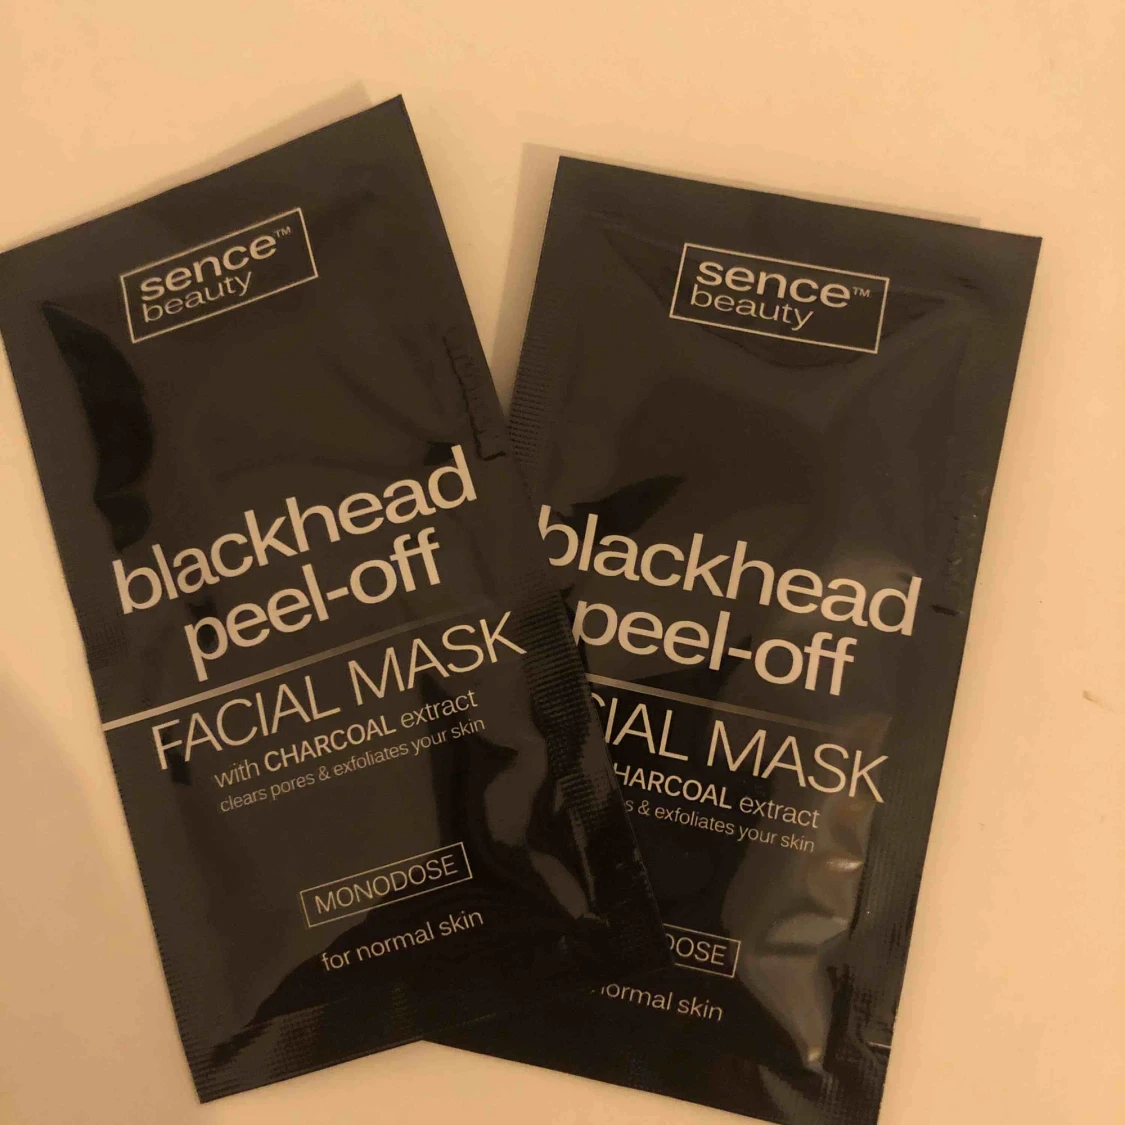 sence™
beauty
blackhead
peel-off
FACIAL MASK
with CHARCOAL extract
clears pores & exfoliates your skin
MONODOSE
for normal skin
sence™
beauty
blackhead
peel-off
CIAL MASK
HARCOAL extract
s & exfoliates your skin
DOSE
normal skin